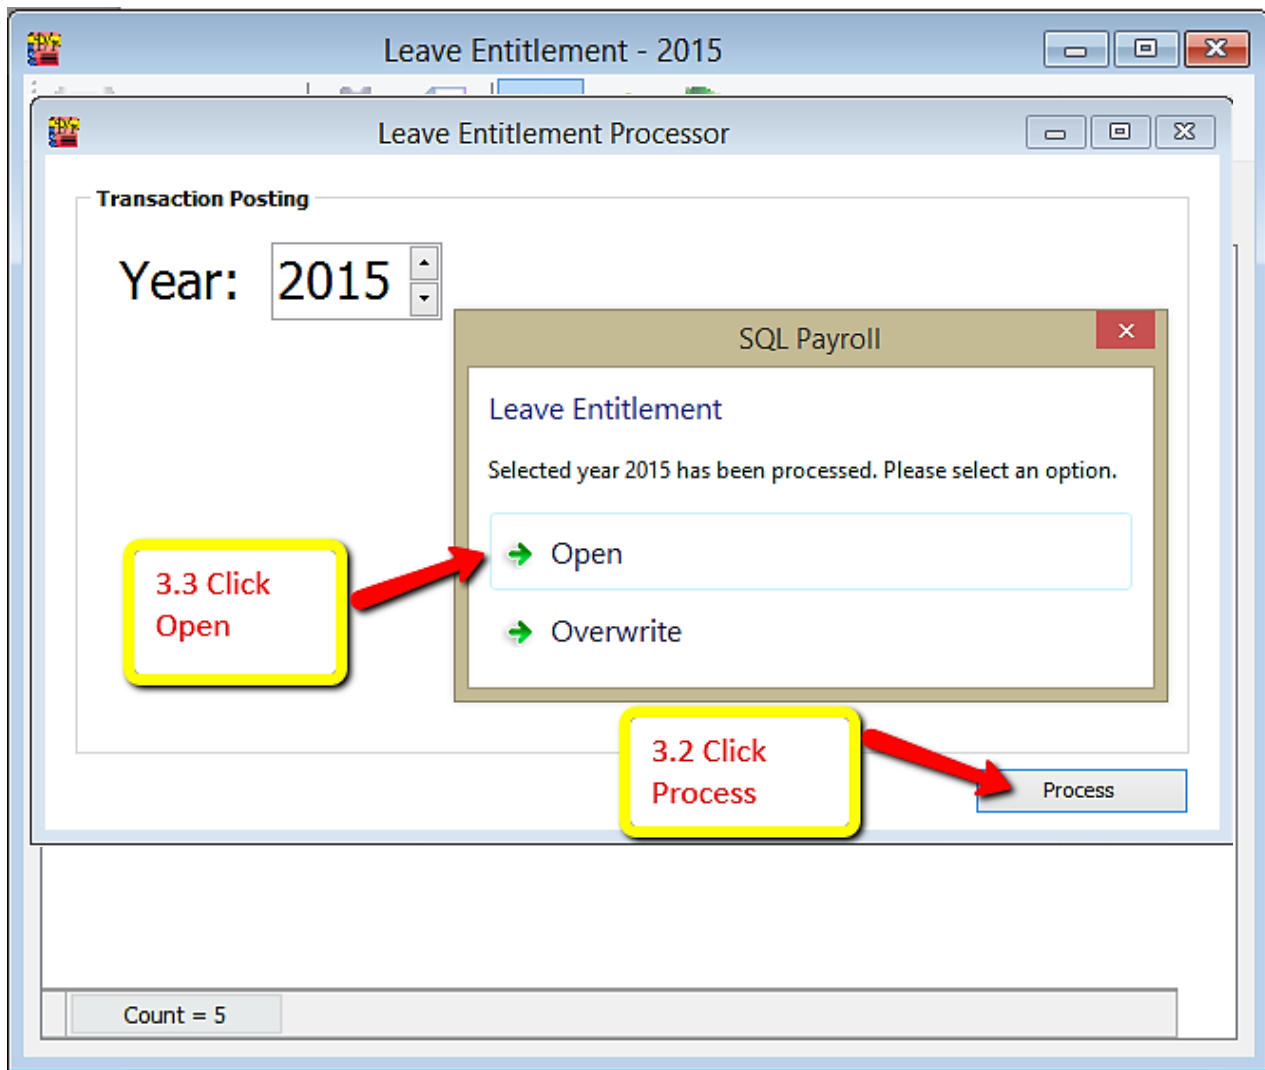 Leave Entitlement - 2015
Leave Entitlement Processor
Transaction Posting
Year: 2015
SQL Payroll
Leave Entitlement
Selected year 2015 has been processed. Please select an option.
Open
3.3 Click
Open
Overwrite
3.2 Click
Process
Process
Count = 5